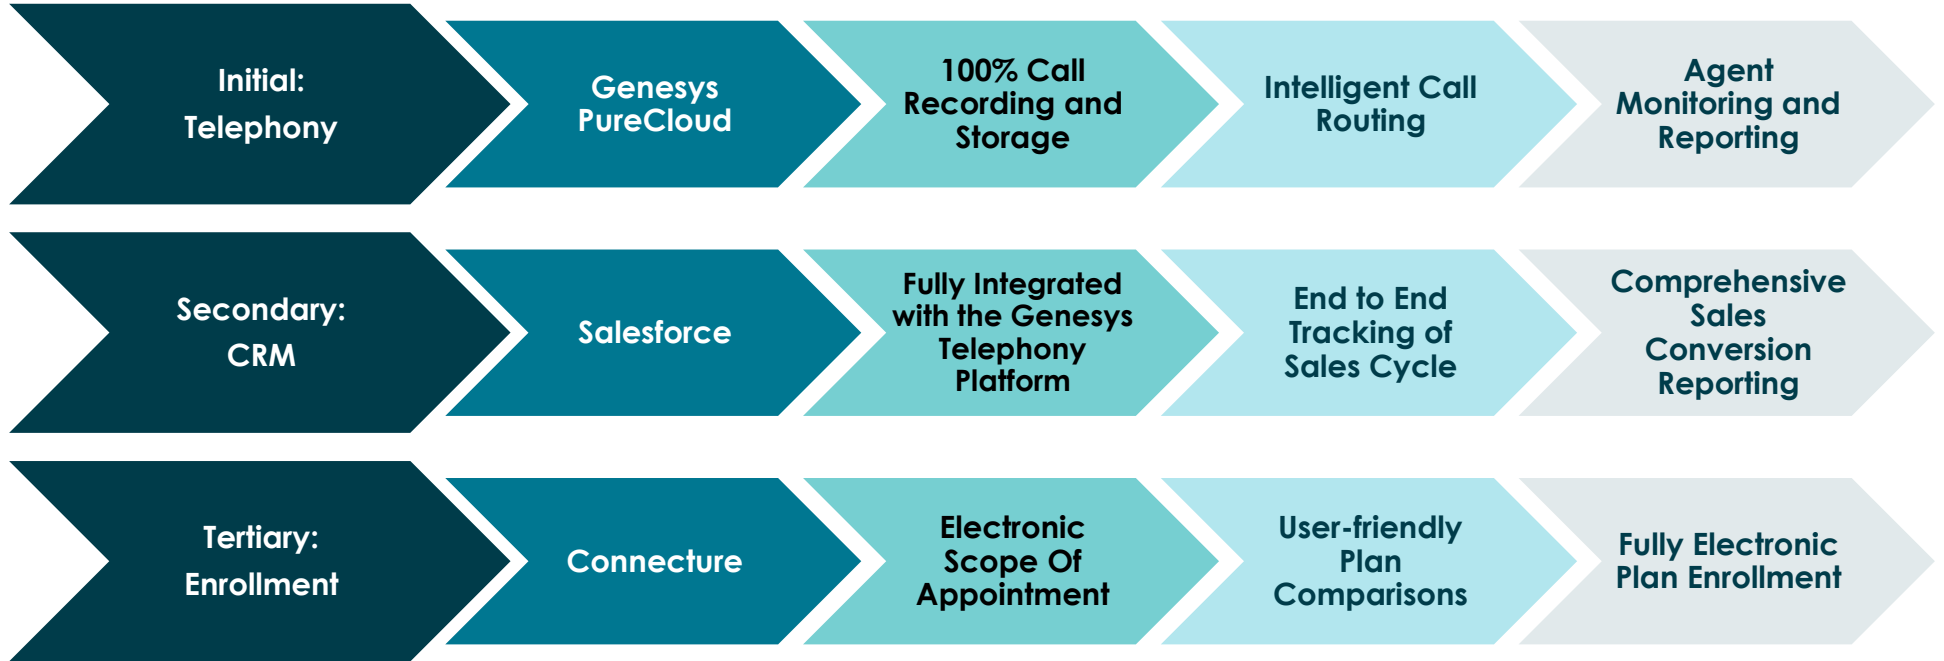 Initial:
Telephony
Genesys
PureCloud
100% Call
Recording and
Storage
Intelligent Call
Routing
Agent
Monitoring and
Reporting
Secondary:
CRM
Salesforce
Fully Integrated
with the Genesys
Telephony
Platform
End to End
Tracking of
Sales Cycle
Comprehensive
Sales
Conversion
Reporting
Tertiary:
Enrollment
Connecture
Electronic
Scope Of
Appointment
User-friendly
Plan
Comparisons
Fully Electronic
Plan Enrollment